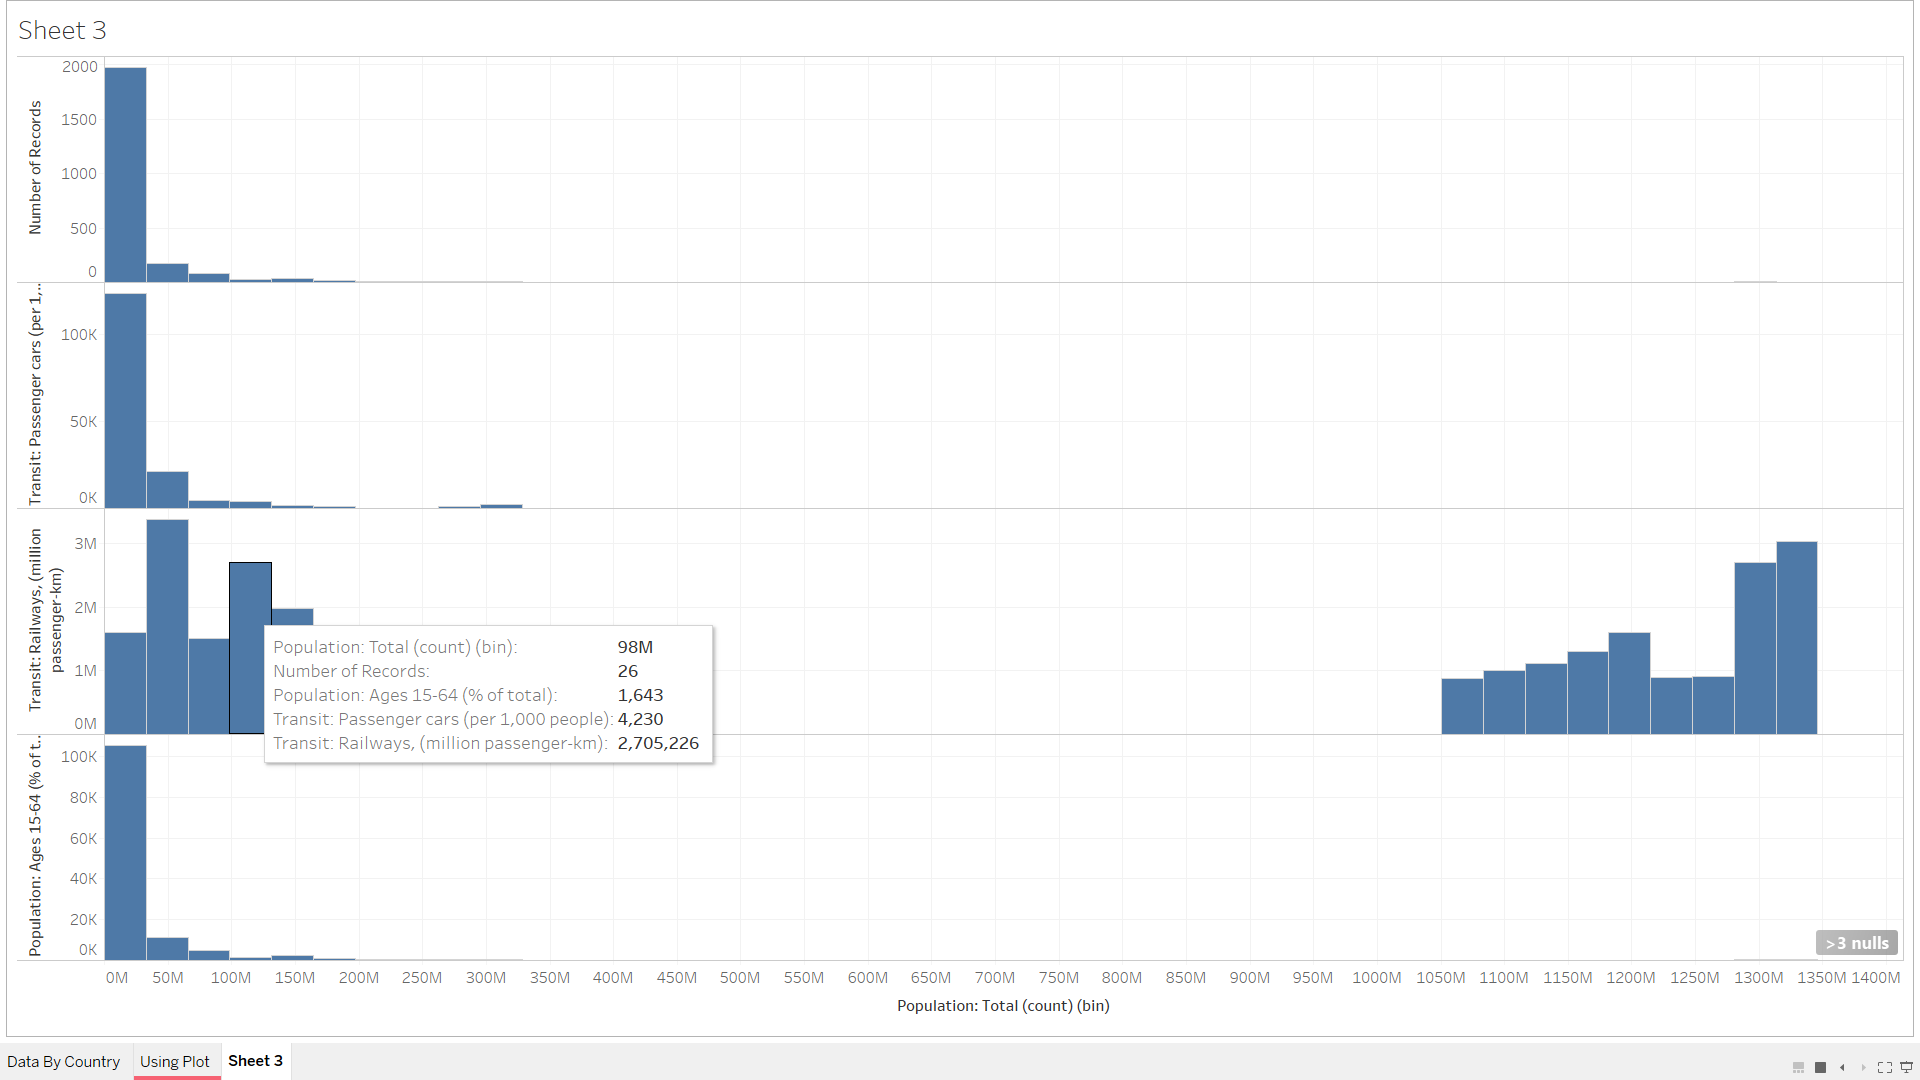 Sheet 3
Number of Records
2000
1500
1000
500
0
Transit: Passenger cars (per 1,...
100K
50K
0K
Transit: Railways, (million
passenger-km)
3M
2M
1M
0M
Population: Total (count) (bin): 98M
Number of Records: 26
Population: Ages 15-64 (% of total): 1,643
Transit: Passenger cars (per 1,000 people): 4,230
Transit: Railways, (million passenger-km): 2,705,226
Population: Ages 15-64 (% of t...
100K
80K
60K
40K
20K
0K
>3 nulls
0M 50M 100M 150M 200M 250M 300M 350M 400M 450M 500M 550M 600M 650M 700M 750M 800M 850M 900M 950M 1000M 1050M 1100M 1150M 1200M 1250M 1300M 1350M 1400M
Population: Total (count) (bin)
Data By Country Using Plot Sheet 3